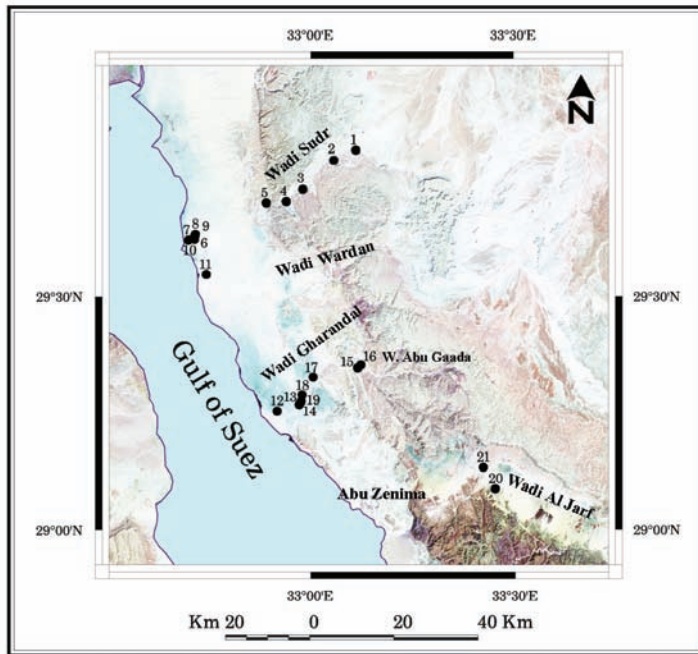 33°00'E 33°30'E
N
1
2
Wadi Sudr
3
4
5
8 9
7
6
10
Wadi Wardan
11
29°30'N 29°30'N
Wadi Gharandal
16 W. Abu Gaada
15
17
Gulf of Suez
18
13 19
12
14
21
Abu Zenima
20
Wadi Al Jarf
29°00'N 29°00'N
33°00'E 33°30'E
Km 20 0 20 40 Km